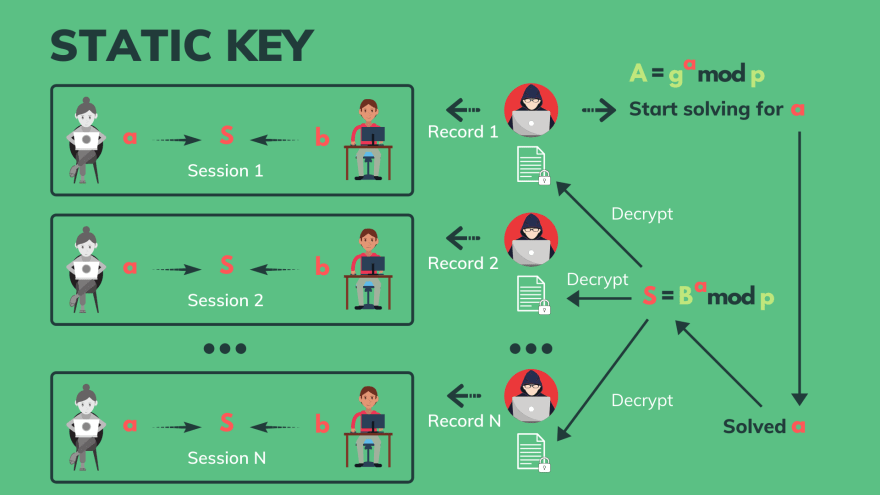 STATIC KEY
a S b
Session 1
Record 1
A = g^a mod p
Start solving for a
Decrypt
a S b
Session 2
Record 2
Decrypt
S = B^a mod p
a S b
Session N
Record N
Decrypt
Solved a